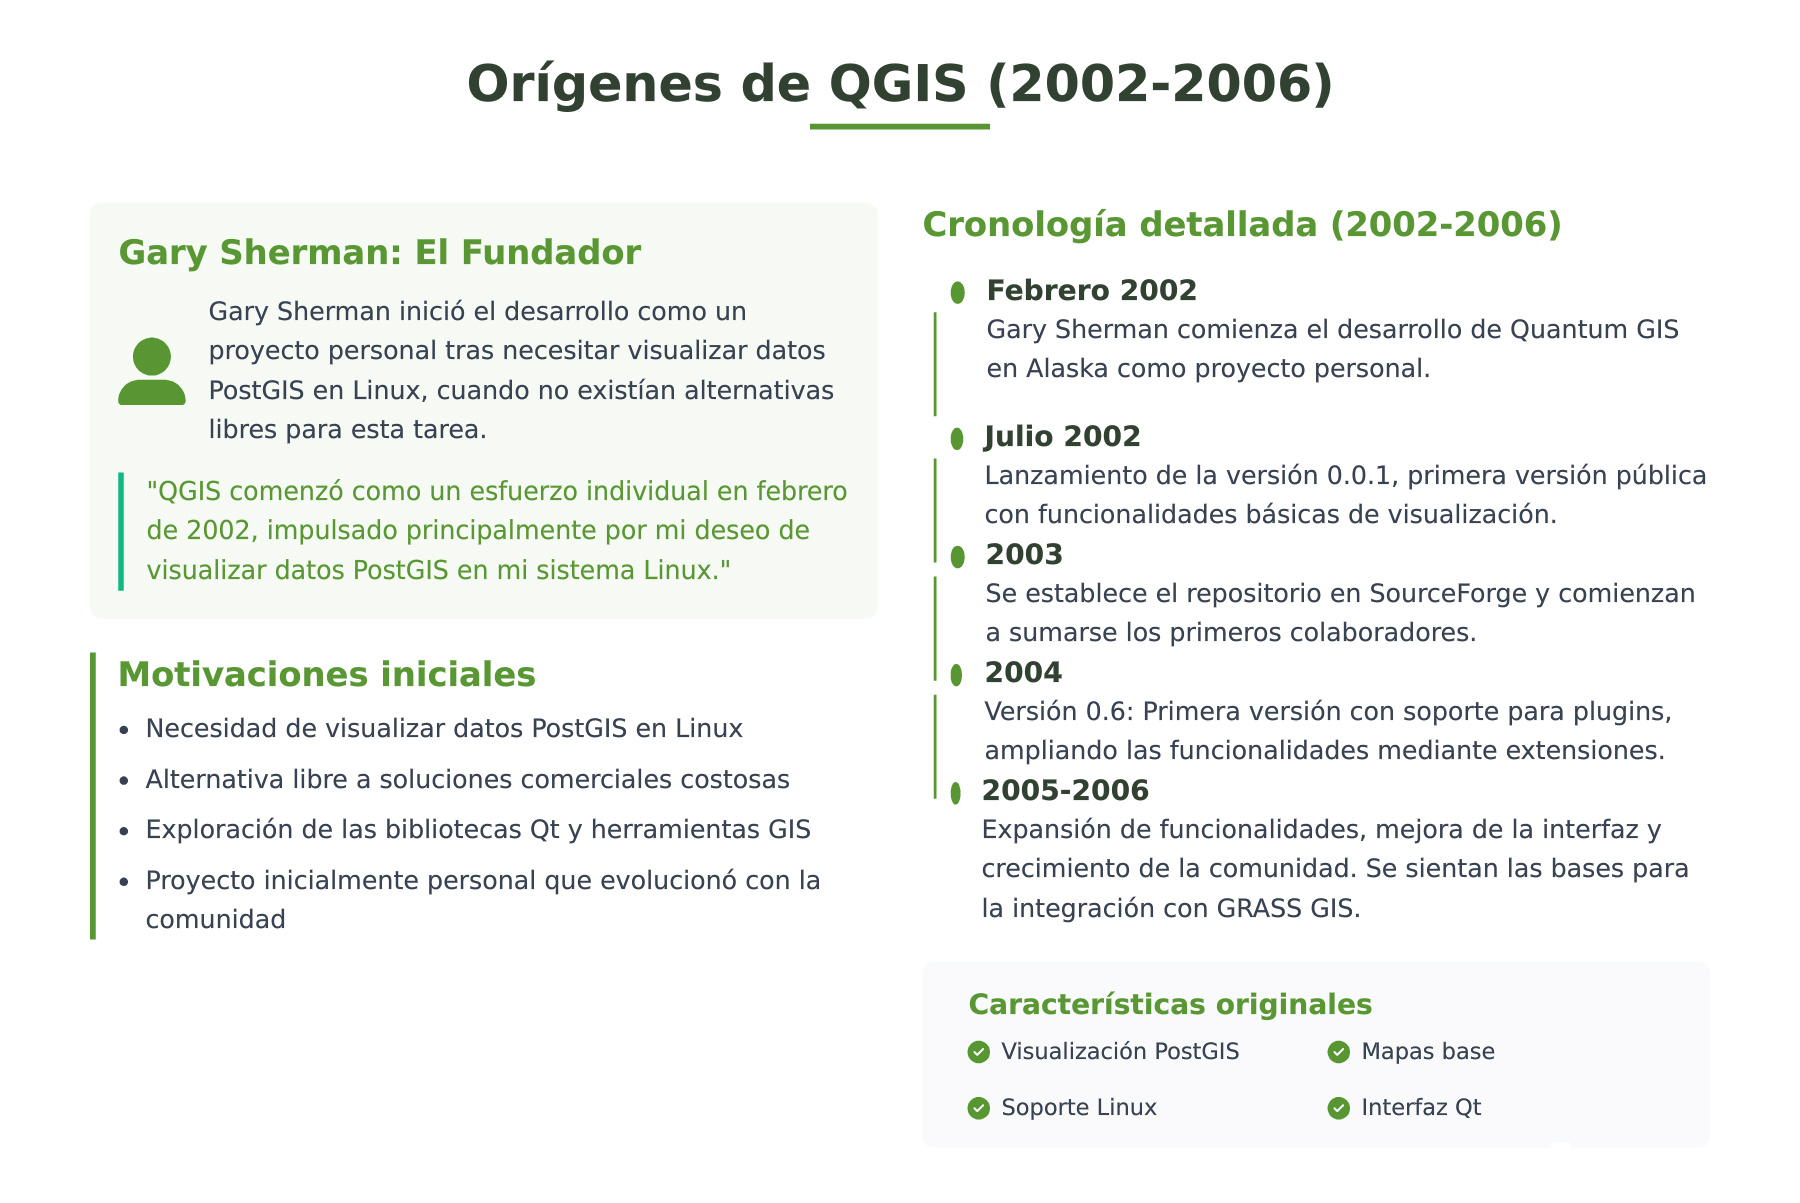 Orígenes de QGIS (2002-2006)
Gary Sherman: El Fundador
Gary Sherman inició el desarrollo como un
proyecto personal tras necesitar visualizar datos
PostGIS en Linux, cuando no existían alternativas
libres para esta tarea.
"QGIS comenzó como un esfuerzo individual en febrero
de 2002, impulsado principalmente por mi deseo de
visualizar datos PostGIS en mi sistema Linux."
Motivaciones iniciales
• Necesidad de visualizar datos PostGIS en Linux
• Alternativa libre a soluciones comerciales costosas
• Exploración de las bibliotecas Qt y herramientas GIS
• Proyecto inicialmente personal que evolucionó con la
comunidad
Cronología detallada (2002-2006)
Febrero 2002
Gary Sherman comienza el desarrollo de Quantum GIS
en Alaska como proyecto personal.
Julio 2002
Lanzamiento de la versión 0.0.1, primera versión pública
con funcionalidades básicas de visualización.
2003
Se establece el repositorio en SourceForge y comienzan
a sumarse los primeros colaboradores.
2004
Versión 0.6: Primera versión con soporte para plugins,
ampliando las funcionalidades mediante extensiones.
2005-2006
Expansión de funcionalidades, mejora de la interfaz y
crecimiento de la comunidad. Se sientan las bases para
la integración con GRASS GIS.
Características originales
Visualización PostGIS
Mapas base
Soporte Linux
Interfaz Qt